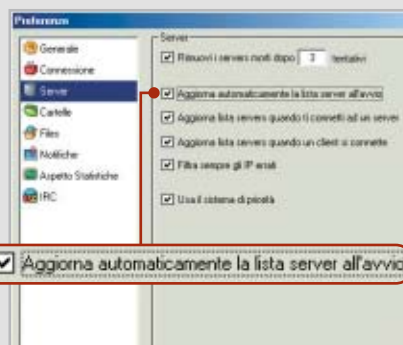 Preferenze
Generale
Connessione
Server
Cartelle
Files
Notifiche
Aspetto Statistiche
IRC
Server
Rimuovi i servers morti dopo 3 tentativi
Aggiorna automaticamente la lista server all'avvio
Aggiorna lista servers quando ti connetti ad un server
Aggiorna lista servers quando un client si connette
Filtra sempre gli IP errati
Usa il sistema di priorità
Aggiorna automaticamente la lista server all'avvio